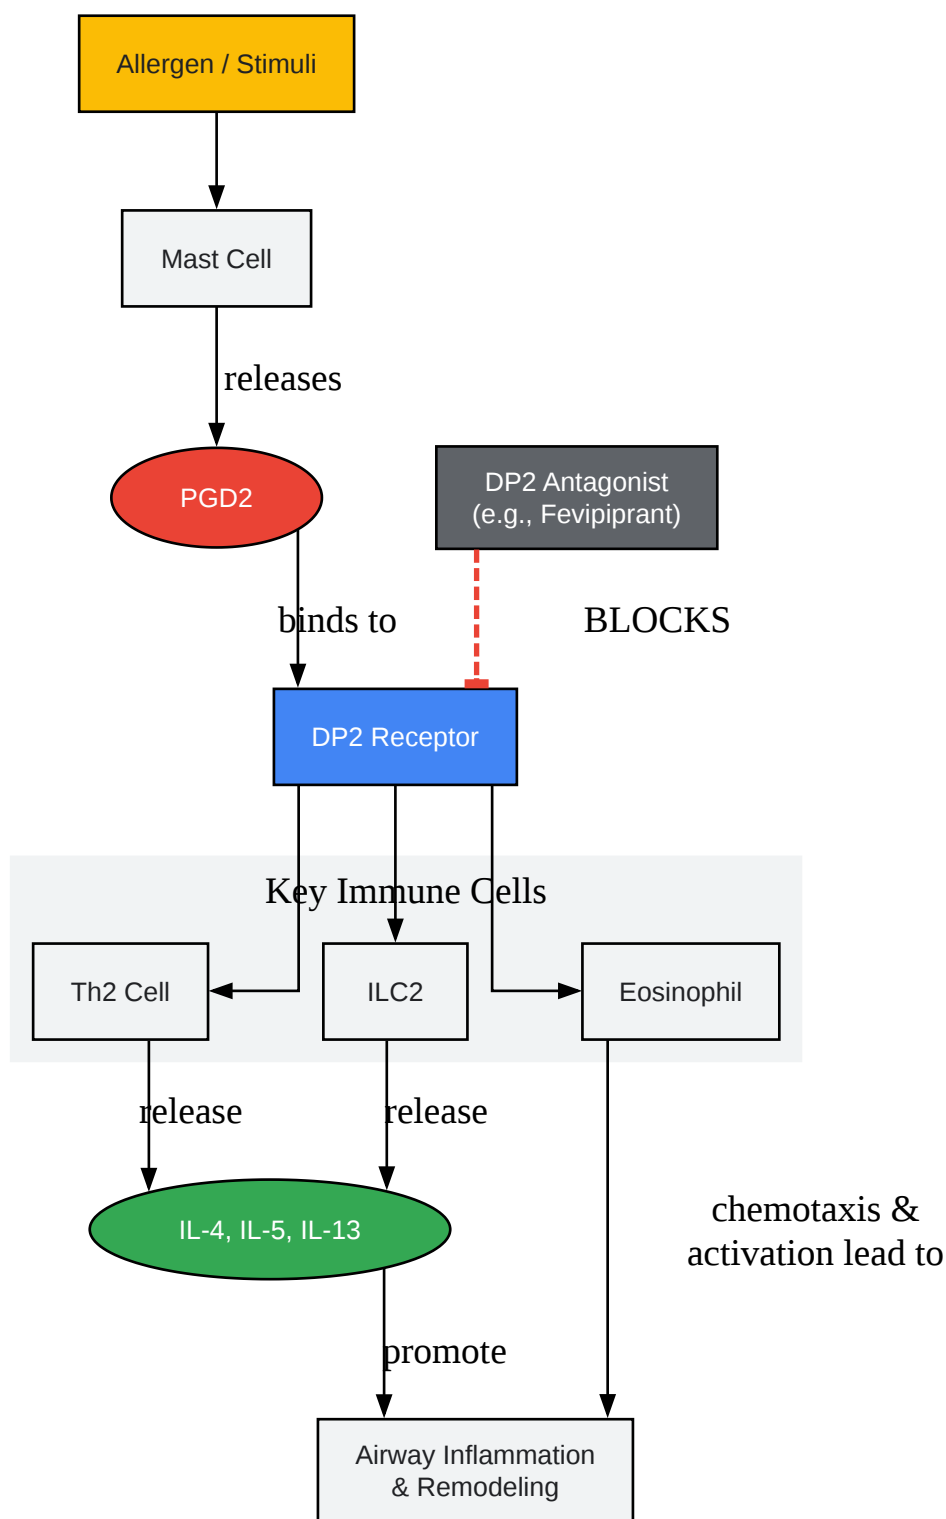 Allergen / Stimuli
Mast Cell
releases
PGD2
DP2 Antagonist
(e.g., Fevipiprant)
binds to
BLOCKS
DP2 Receptor
Key Immune Cells
Th2 Cell
ILC2
Eosinophil
release
release
IL-4, IL-5, IL-13
chemotaxis &
activation lead to
promote
Airway Inflammation
& Remodeling